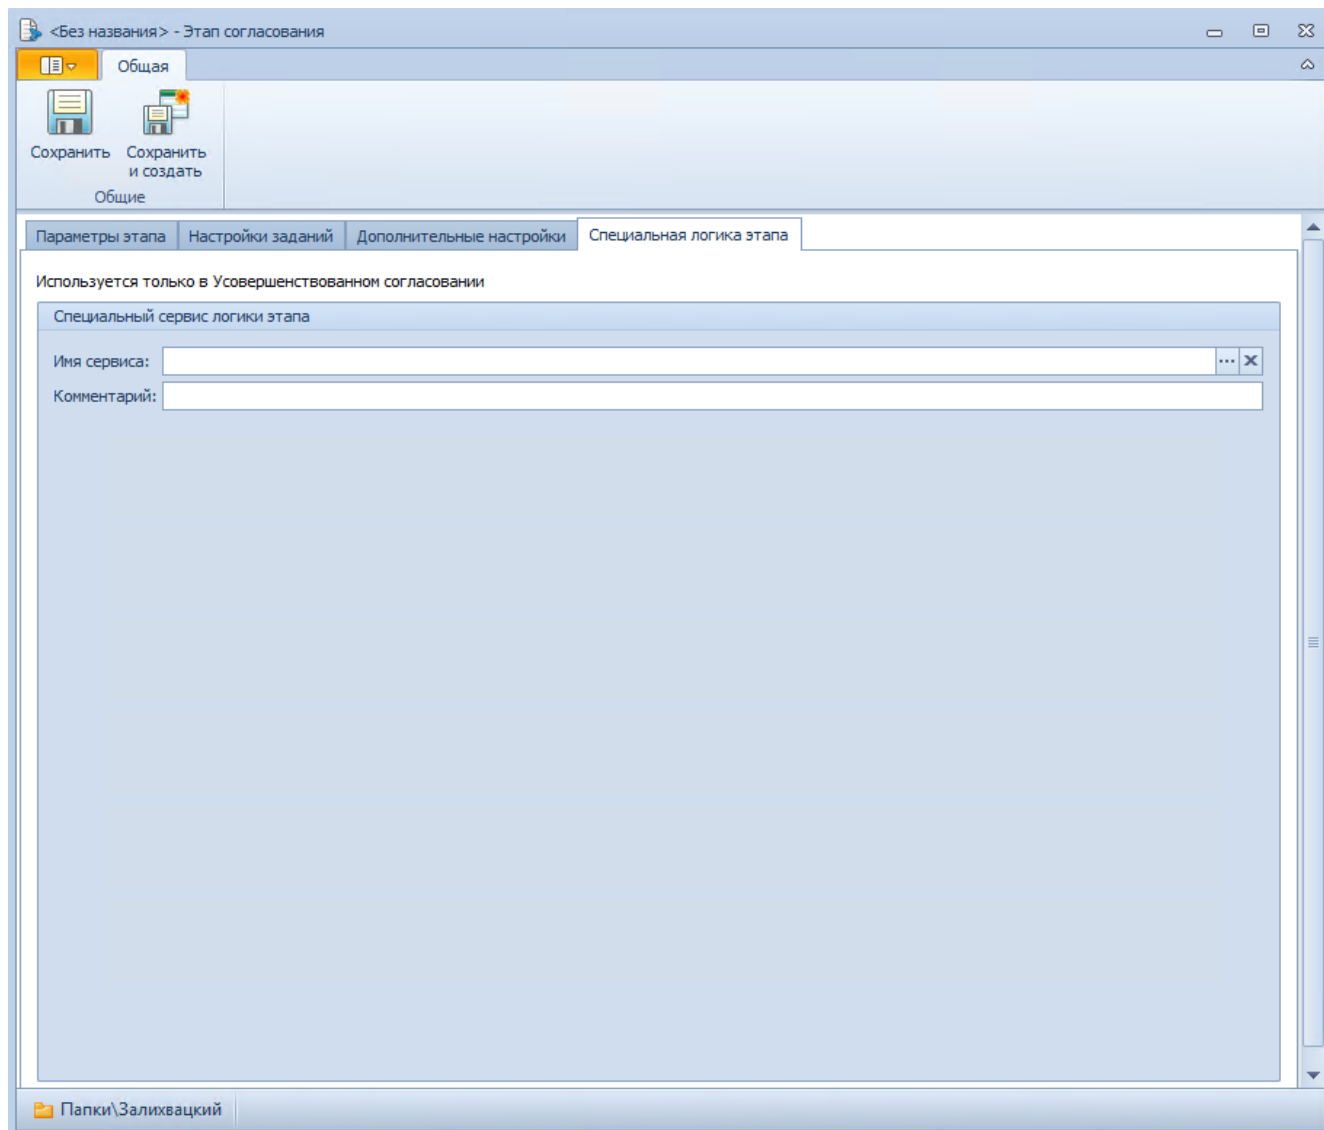 <Без названия> - Этап согласования
Общая
Сохранить
Сохранить
и создать
Общие
Параметры этапа
Настройки заданий
Дополнительные настройки
Специальная логика этапа
Используется только в Усовершенствованном согласовании
Специальный сервис логики этапа
Имя сервиса:
Комментарий:
Папки\Залихвацкий